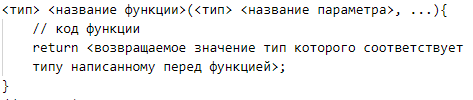 <тип> <название функции>(<тип> <название параметра>, ...){
// код функции
return <возвращаемое значение тип которого соответствует
типу написанному перед функцией>;
}